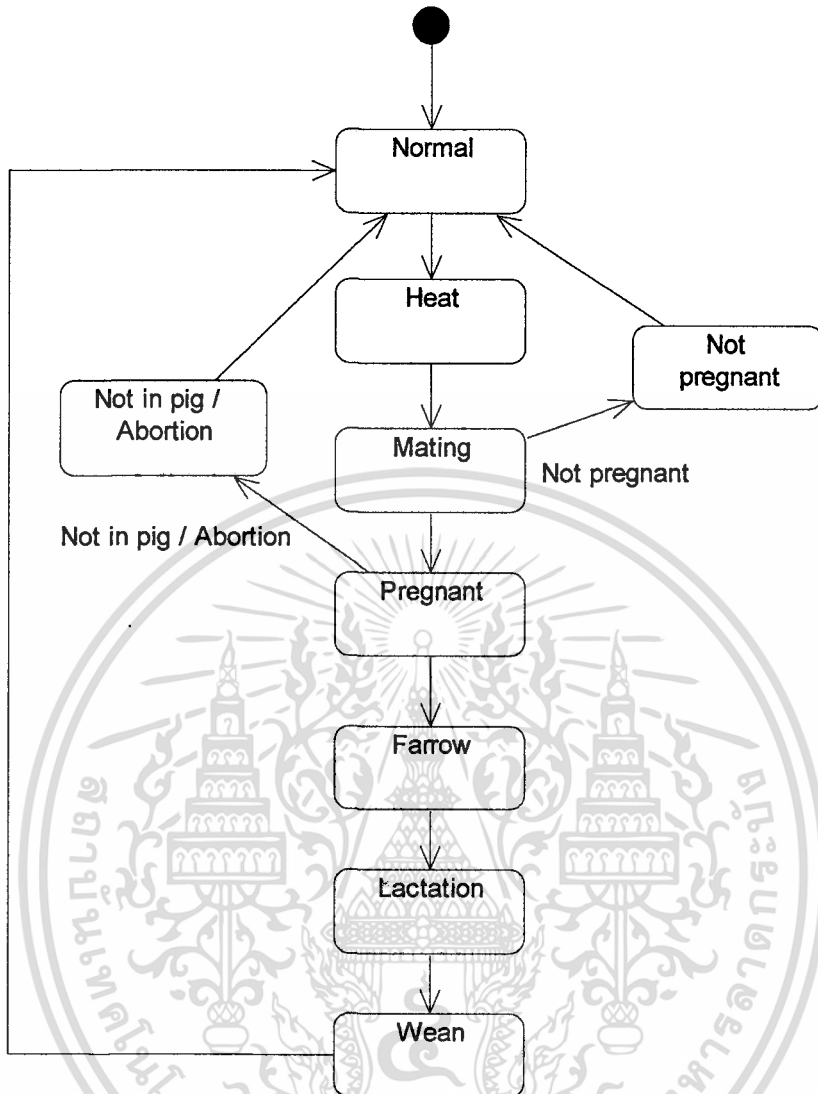 Normal
Heat
Not
pregnant
Not in pig /
Abortion
Mating
Not pregnant
Not in pig / Abortion
Pregnant
Farrow
Lactation
Wean